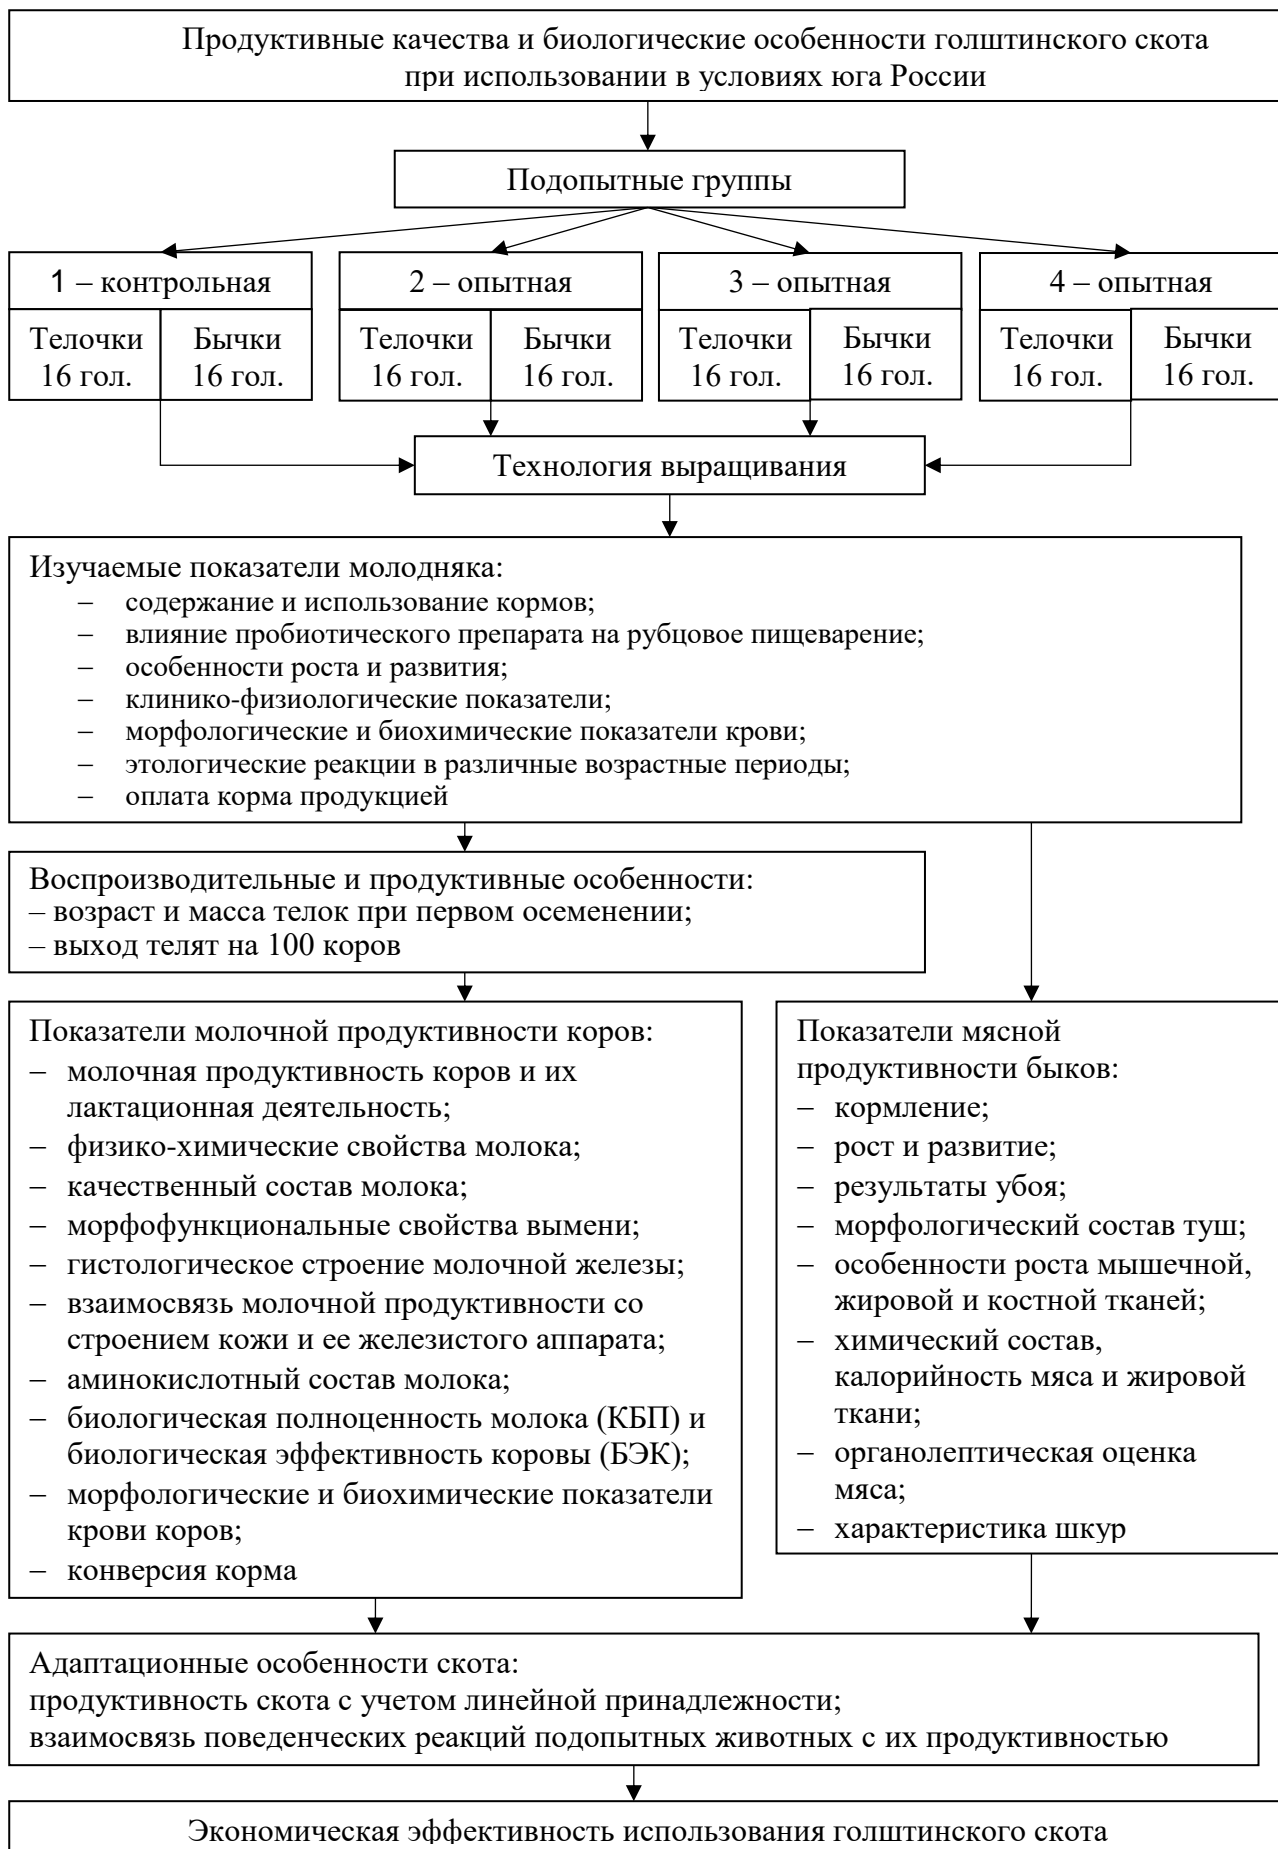 Продуктивные качества и биологические особенности голштинского скота
при использовании в условиях юга России
Подопытные группы
1 – контрольная
2 – опытная
3 – опытная
4 – опытная
Телочки
16 гол.
Бычки
16 гол.
Телочки
16 гол.
Бычки
16 гол.
Телочки
16 гол.
Бычки
16 гол.
Телочки
16 гол.
Бычки
16 гол.
Технология выращивания
Изучаемые показатели молодняка:
– содержание и использование кормов;
– влияние пробиотического препарата на рубцовое пищеварение;
– особенности роста и развития;
– клинико-физиологические показатели;
– морфологические и биохимические показатели крови;
– этологические реакции в различные возрастные периоды;
– оплата корма продукцией
Воспроизводительные и продуктивные особенности:
– возраст и масса телок при первом осеменении;
– выход телят на 100 коров
Показатели молочной продуктивности коров:
– молочная продуктивность коров и их
лактационная деятельность;
– физико-химические свойства молока;
– качественный состав молока;
– морфофункциональные свойства вымени;
– гистологическое строение молочной железы;
– взаимосвязь молочной продуктивности со
строением кожи и ее железистого аппарата;
– аминокислотный состав молока;
– биологическая полноценность молока (КБП) и
биологическая эффективность коровы (БЭК);
– морфологические и биохимические показатели
крови коров;
– конверсия корма
Показатели мясной
продуктивности быков:
– кормление;
– рост и развитие;
– результаты убоя;
– морфологический состав туш;
– особенности роста мышечной,
жировой и костной тканей;
– химический состав,
калорийность мяса и жировой
ткани;
– органолептическая оценка
мяса;
– характеристика шкур
Адаптационные особенности скота:
продуктивность скота с учетом линейной принадлежности;
взаимосвязь поведенческих реакций подопытных животных с их продуктивностью
Экономическая эффективность использования голштинского скота